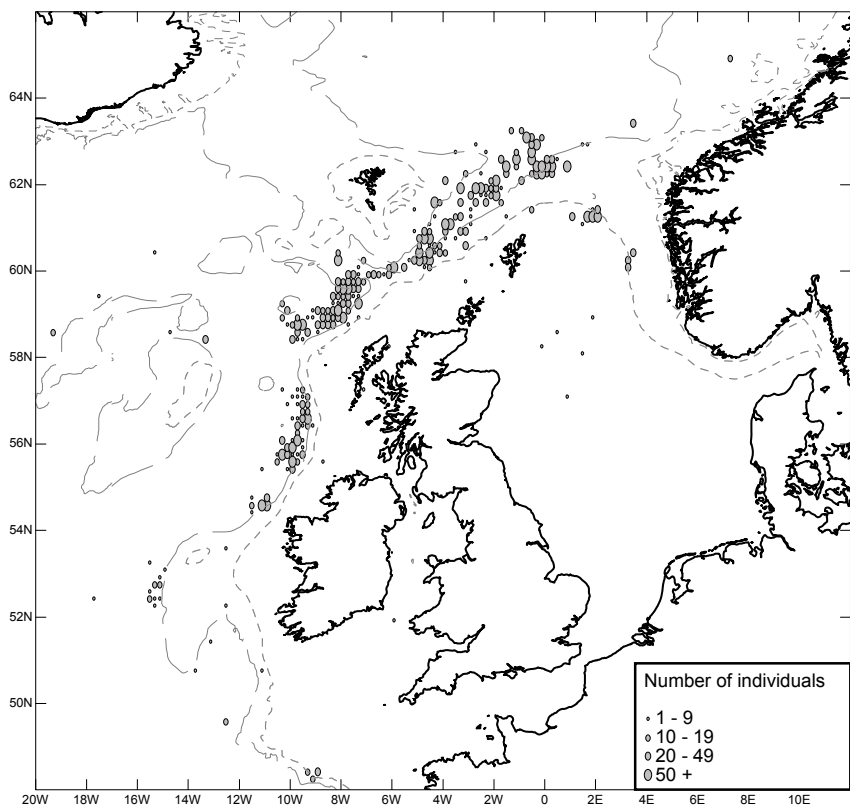 64N
62N
60N
58N
56N
54N
52N
50N
Number of individuals
1 - 9
10 - 19
20 - 49
50 +
20W 18W 16W 14W 12W 10W 8W 6W 4W 2W 0 2E 4E 6E 8E 10E